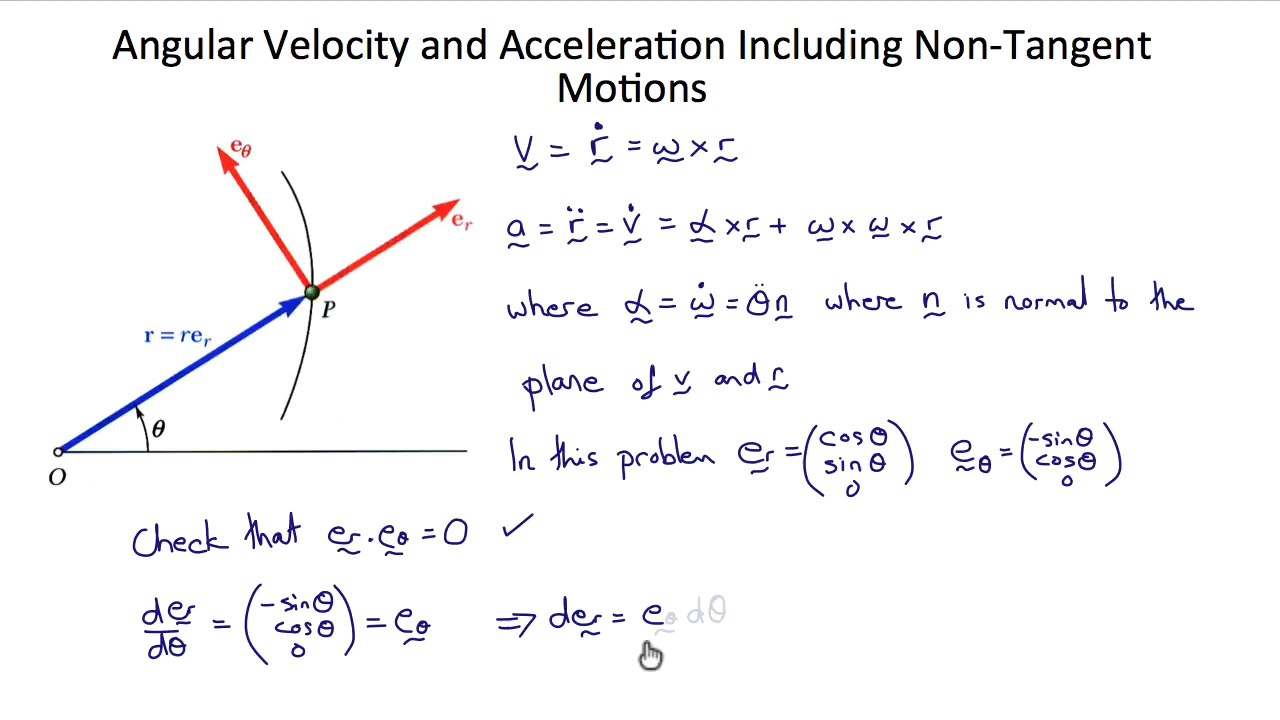 Angular Velocity and Acceleration Including Non-Tangent
Motions
e_θ
e_r
P
r = re_r
θ
O
v = ṙ = ω × r
a = r̈ = v̇ = α × r + ω × ω × r
where α = ω̇ = θ̈ n where n is normal to the
plane of v and r
In this problem e_r = (cos θ sin θ 0) e_θ = (-sin θ cos θ 0)
Check that e_r . e_θ = 0 ✓
de_r/dθ = (-sin θ cos θ 0) = e_θ ⇒ de_r = e_θ dθ